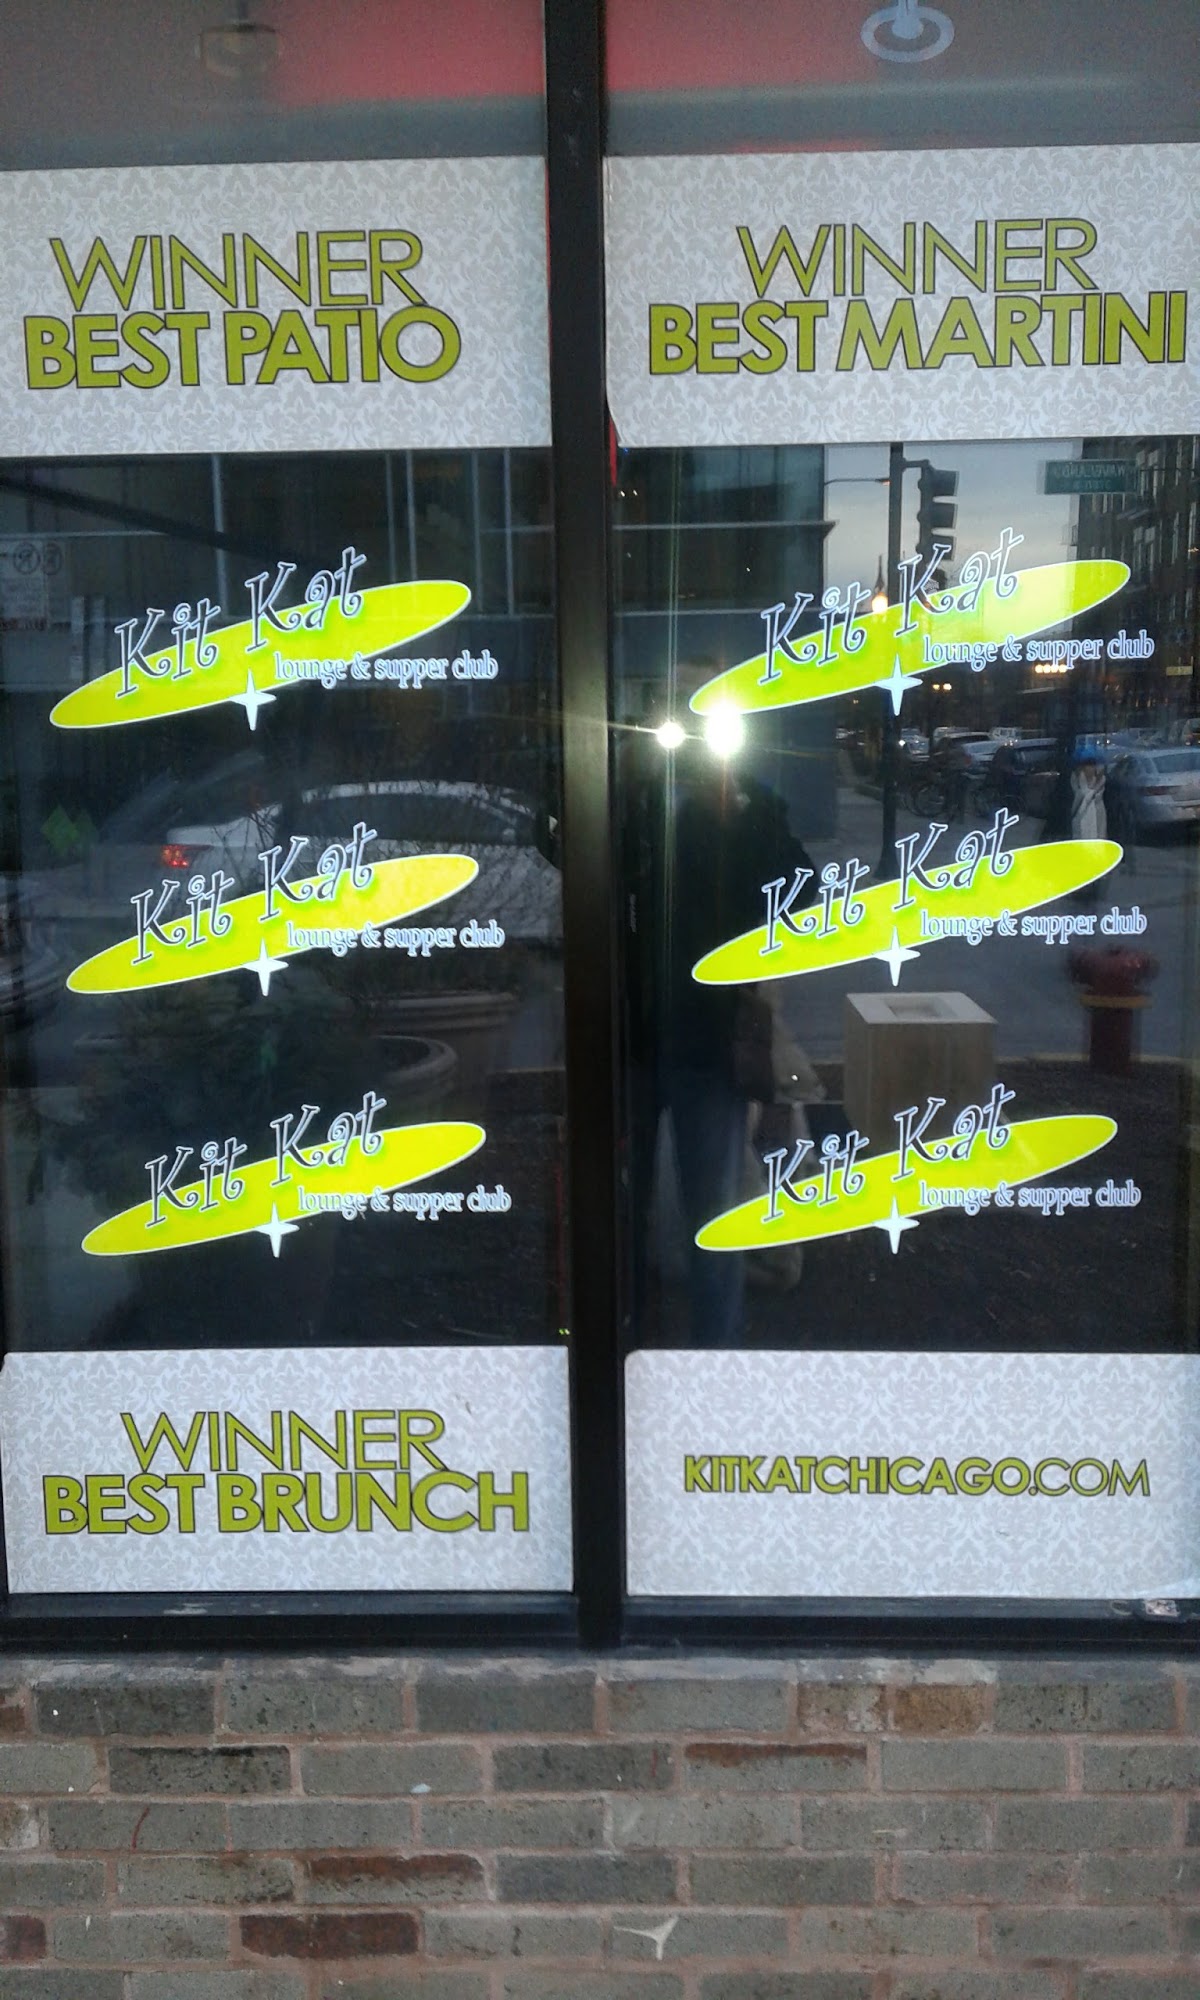 WINNER
BEST PATIO
WINNER
BEST MARTINI
Kit Kat
lounge & supper club
Kit Kat
lounge & supper club
Kit Kat
lounge & supper club
Kit Kat
lounge & supper club
Kit Kat
lounge & supper club
Kit Kat
lounge & supper club
WINNER
BEST BRUNCH
KITKATCHICAGO.COM